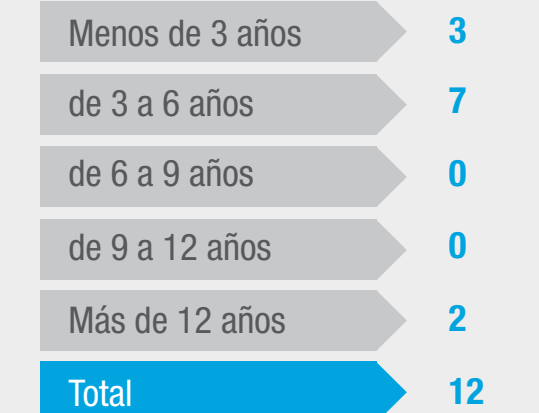 Menos de 3 años 3
de 3 a 6 años 7
de 6 a 9 años 0
de 9 a 12 años 0
Más de 12 años 2
Total 12